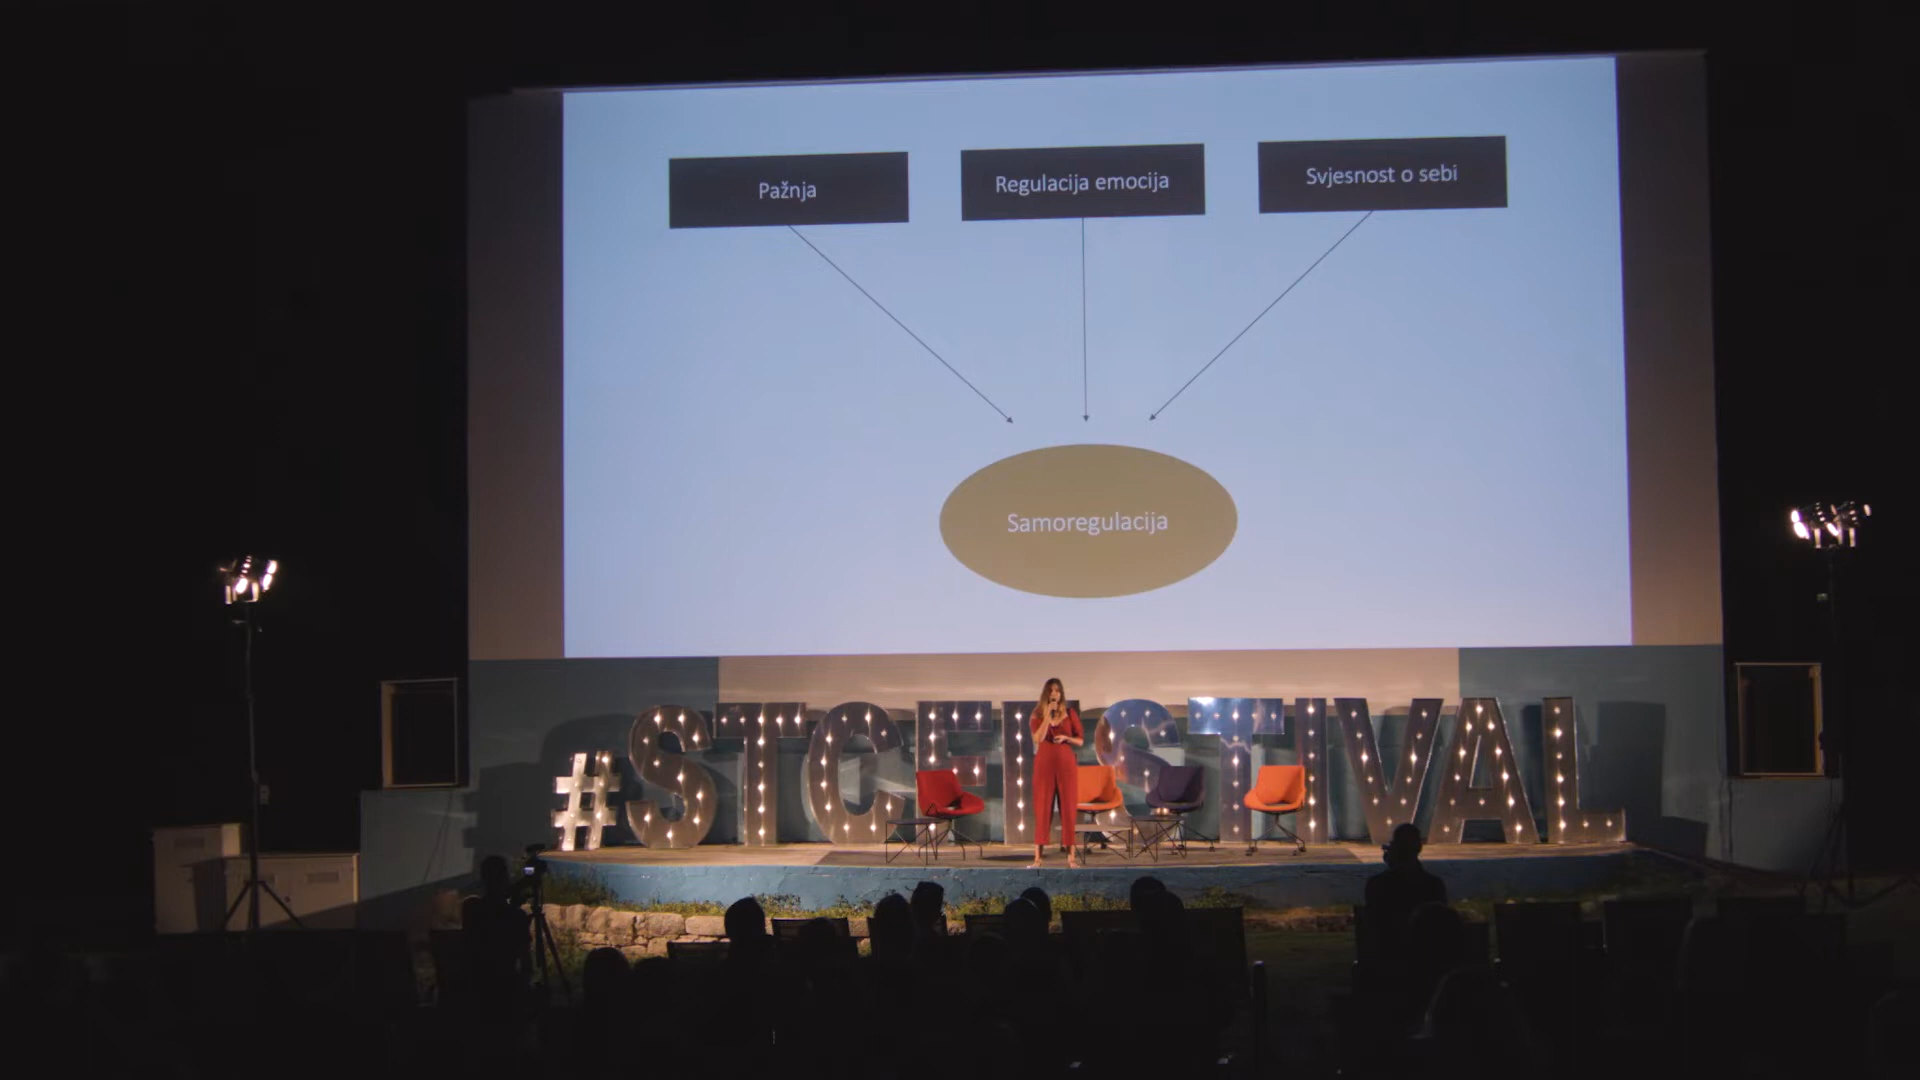 Pažnja
Regulacija emocija
Svjesnost o sebi
Samoregulacija
#STCFESTIVAL